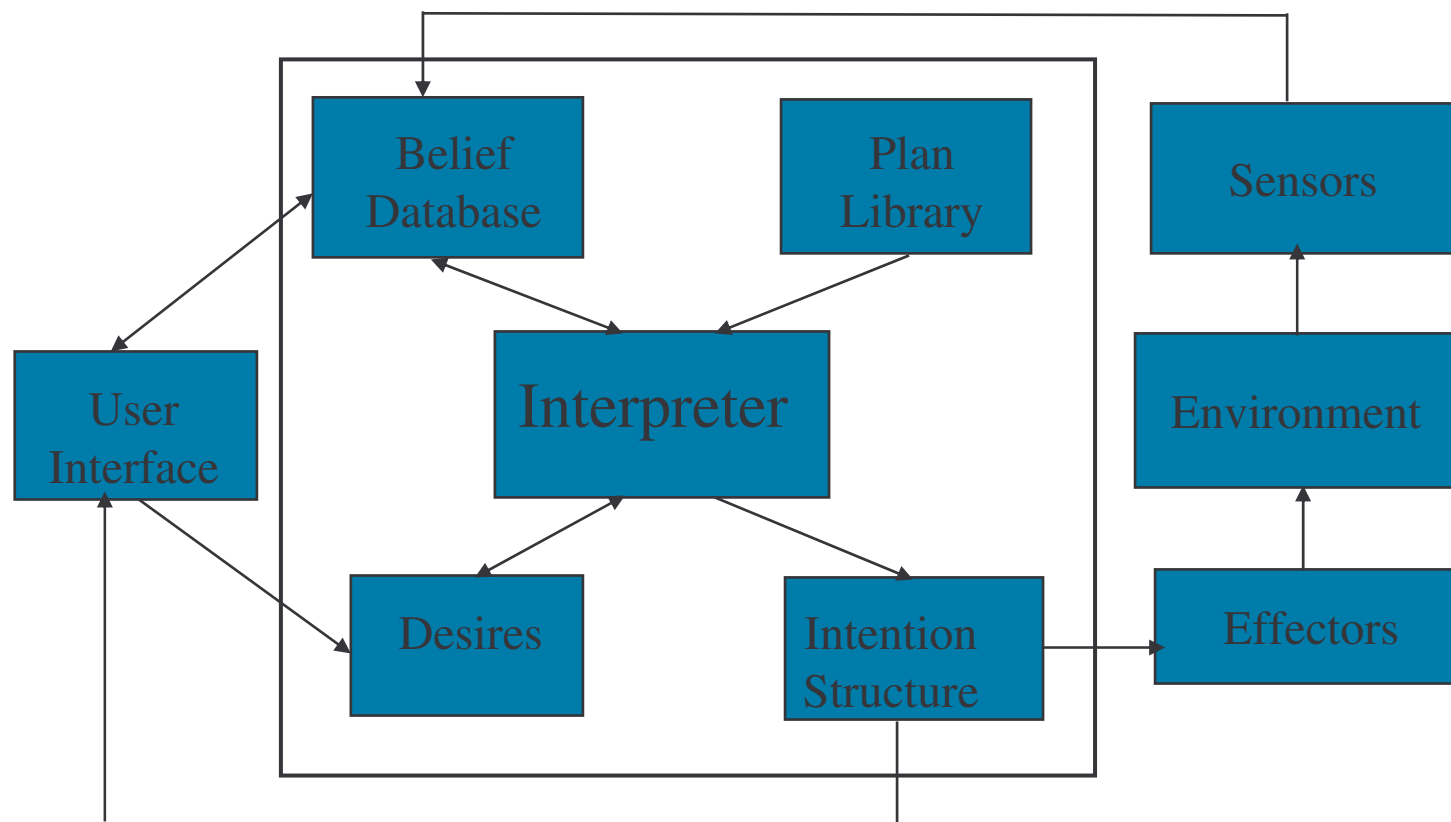 Belief
Database
Plan
Library
Sensors
User
Interface
Interpreter
Environment
Desires
Intention
Structure
Effectors